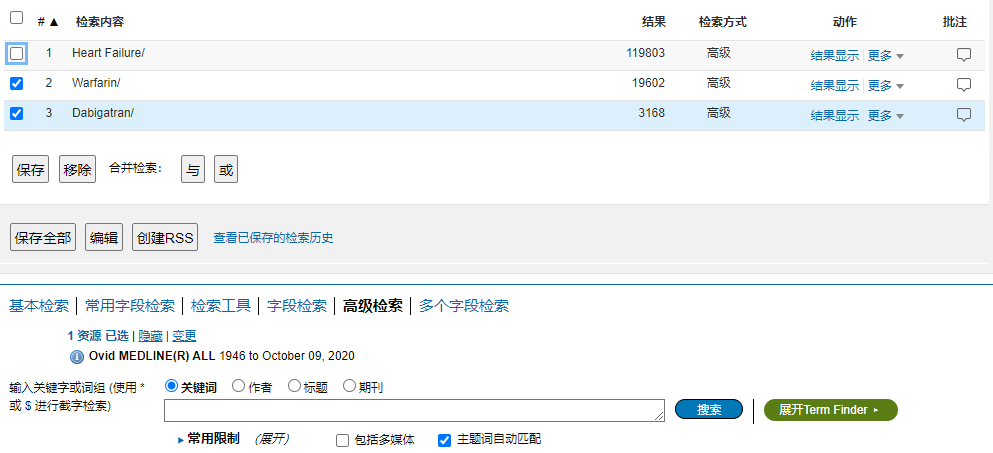 # ▲ 检索内容 结果 检索方式 动作 批注
1 Heart Failure/ 119803 高级 结果显示 更多
2 Warfarin/ 19602 高级 结果显示 更多
3 Dabigatran/ 3168 高级 结果显示 更多
保存 移除 合并检索: 与 或
保存全部 编辑 创建RSS 查看已保存的检索历史
基本检索 | 常用字段检索 | 检索工具 | 字段检索 | 高级检索 | 多个字段检索
1 资源 已选 | 隐藏 | 变更
Ovid MEDLINE(R) ALL 1946 to October 09, 2020
输入关键字或词组 (使用 * 关键词 作者 标题 期刊
或 $ 进行截字检索) 搜索 展开Term Finder ▸
▸ 常用限制 (展开) 包括多媒体 主题词自动匹配